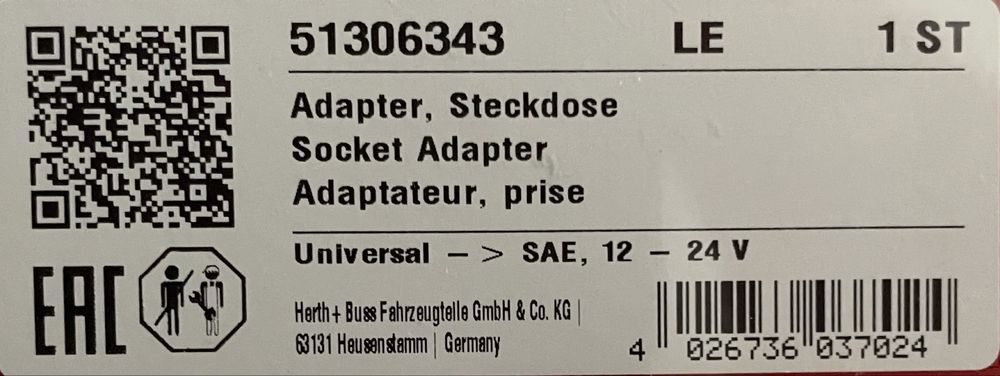 51306343 LE 1 ST
Adapter, Steckdose
Socket Adapter
Adaptateur, prise
Universal – > SAE, 12 – 24 V
EAC
Herth+ Buss Fahrzeugteile GmbH & Co. KG |
63131 Heusenstamm | Germany
4 026736 037024